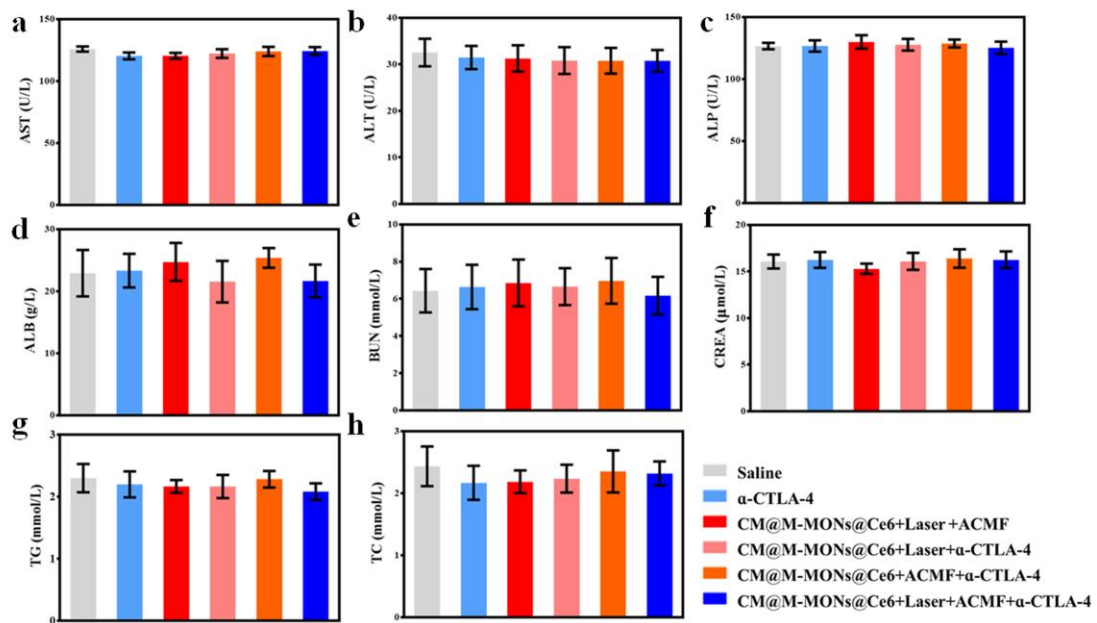 a
150
100
50
0
AST (U/L)
b
40
30
20
10
0
ALT (U/L)
c
150
100
50
0
ALP (U/L)
d
30
20
10
0
ALB (g/L)
e
10
8
6
4
2
0
BUN (mmol/L)
f
20
15
10
5
0
CREA (μmol/L)
g
3
2
1
0
TG (mmol/L)
h
3
2
1
0
TC (mmol/L)
Saline
α-CTLA-4
CM@M-MONs@Ce6+Laser+ACMF
CM@M-MONs@Ce6+Laser+α-CTLA-4
CM@M-MONs@Ce6+ACMF+α-CTLA-4
CM@M-MONs@Ce6+Laser+ACMF+α-CTLA-4